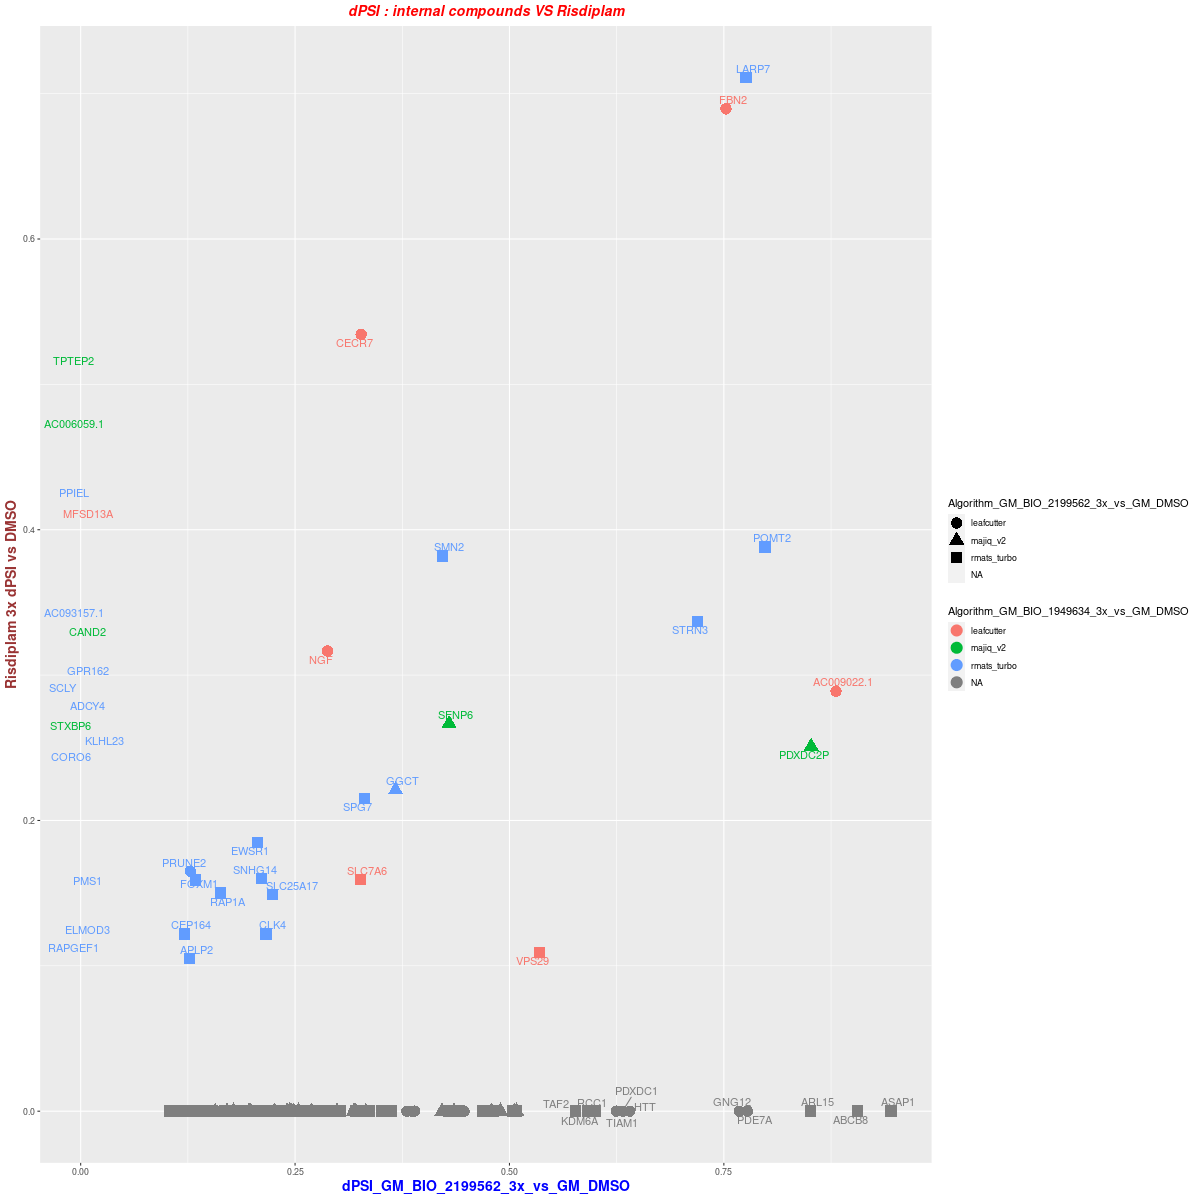 dPSI : internal compounds VS Risdiplam
LARP7
FBN2
0.6
CECR7
TPTEP2
AC006059.1
PPIEL
MFSD13A
0.4
SMN2
POMT2
AC093157.1
CAND2
STRN3
NGF
GPR162
SCLY
AC009022.1
ADCY4
STXBP6
SENP6
KLHL23
CORO6
PDXDC2P
GGCT
SPG7
0.2
EWSR1
PRUNE2
SNHG14
SLC7A6
PMS1
FOXM1
SLC25A17
RAP1A
CEP164
CLK4
ELMOD3
RAPGEF1
APLP2
VPS29
PDXDC1
TAF2
RCC1
HTT
GNG12
ARL15
ASAP1
0.0
KDM6A
TIAM1
PDE7A
ABCB8
0.00
0.25
0.50
0.75
dPSI_GM_BIO_2199562_3x_vs_GM_DMSO
Risdiplam 3x dPSI vs DMSO
Algorithm_GM_BIO_2199562_3x_vs_GM_DMSO
leafcutter
majiq_v2
rmats_turbo
NA
Algorithm_GM_BIO_1949634_3x_vs_GM_DMSO
leafcutter
majiq_v2
rmats_turbo
NA